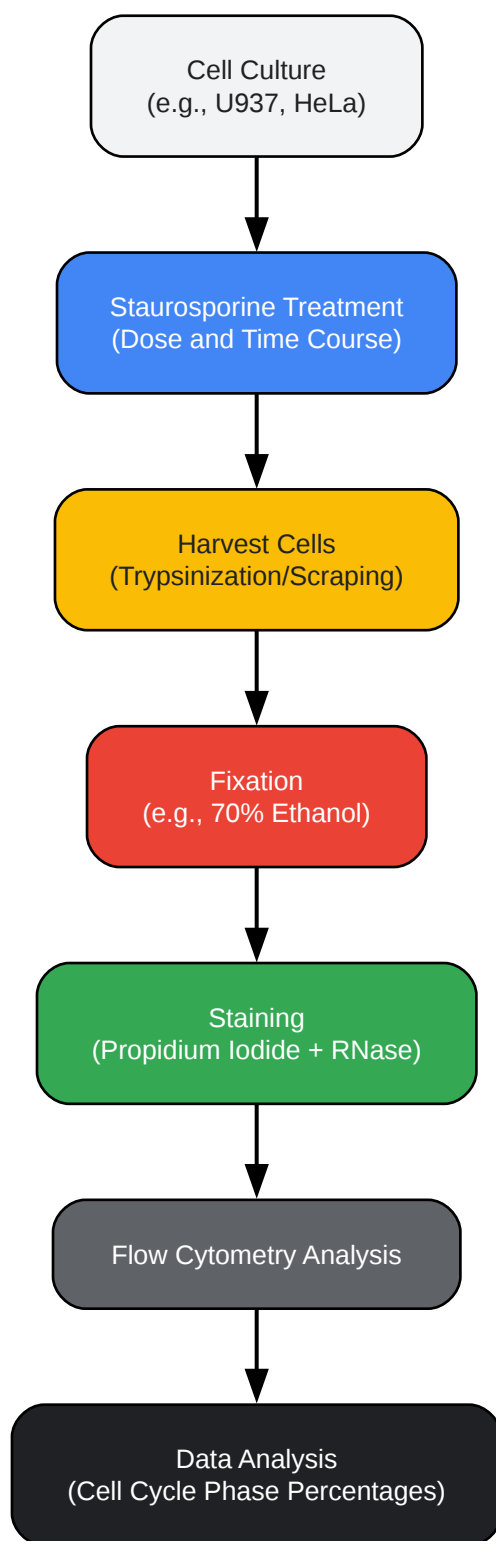 Cell Culture
(e.g., U937, HeLa)
Staurosporine Treatment
(Dose and Time Course)
Harvest Cells
(Trypsinization/Scraping)
Fixation
(e.g., 70% Ethanol)
Staining
(Propidium Iodide + RNase)
Flow Cytometry Analysis
Data Analysis
(Cell Cycle Phase Percentages)